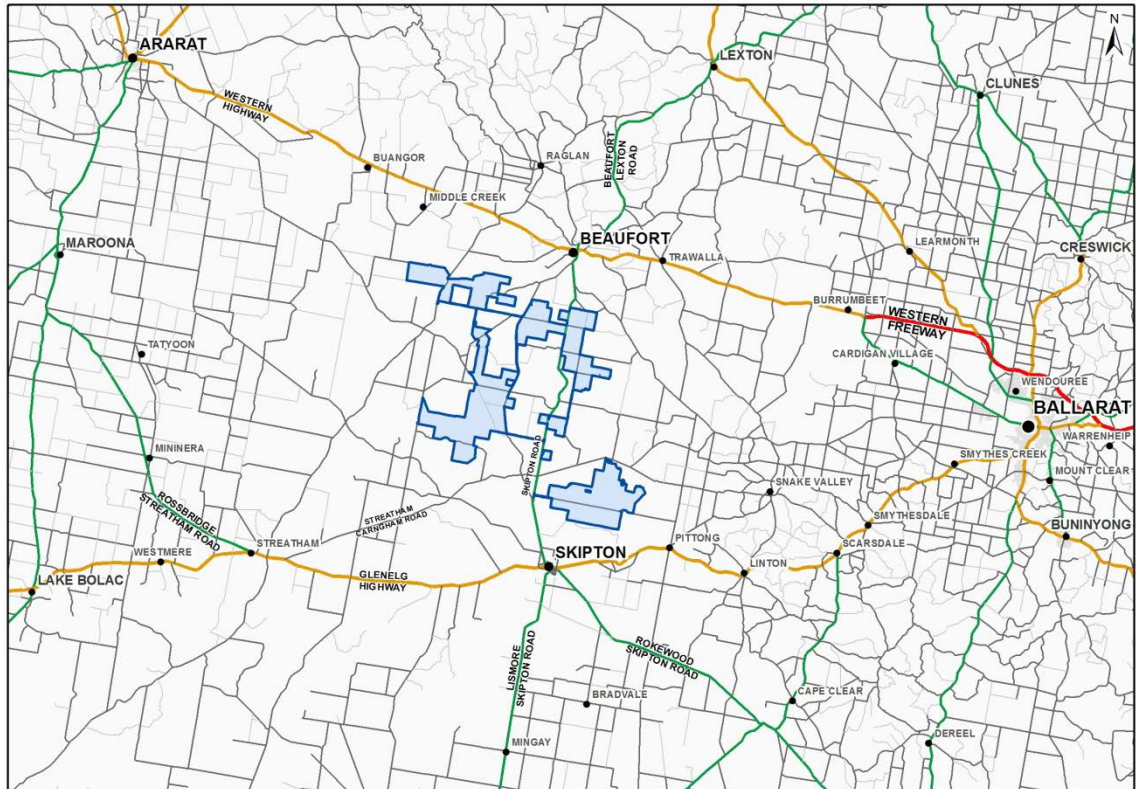 N
ARARAT
LEXTON
CLUNES
WESTERN
HIGHWAY
BUANGOR
RAGLAN
BEAUFORT
LEXTON
ROAD
MIDDLE CREEK
MAROONA
BEAUFORT
TRAWALLA
LEARMONTH
CRESWICK
BURRUMBEET
WESTERN
FREEWAY
TATYOON
CARDIGAN VILLAGE
WENDOUREE
BALLARAT
WARRENHEIP
MININERA
SKIPTON ROAD
SMYTHES CREEK
MOUNT CLEAR
SNAKE VALLEY
ROSSBRIDGE
STREATHAM ROAD
STREATHAM
CARNGHAM ROAD
SMYTHESDALE
BUNINYONG
WESTMERE
STREATHAM
SKIPTON
PITTONG
SCARSDALE
LAKE BOLAC
GLENELG
HIGHWAY
LINTON
LISMORE
SKIPTON ROAD
ROKEWOOD
SKIPTON ROAD
BRADVALE
CAPE CLEAR
MINGAY
DEREEL